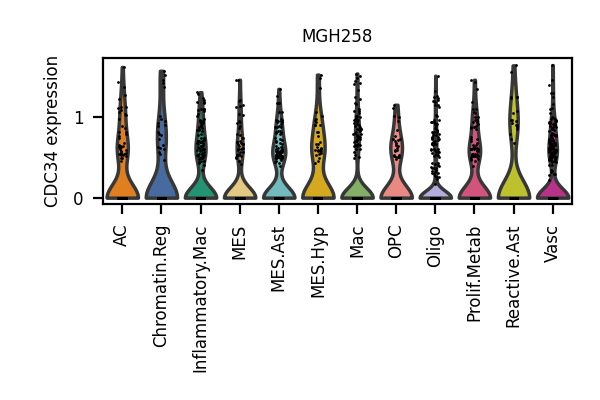 MGH258
CDC34 expression
1
0
AC
Chromatin.Reg
Inflammatory.Mac
MES
MES.Ast
MES.Hyp
Mac
OPC
Oligo
Prolif.Metab
Reactive.Ast
Vasc